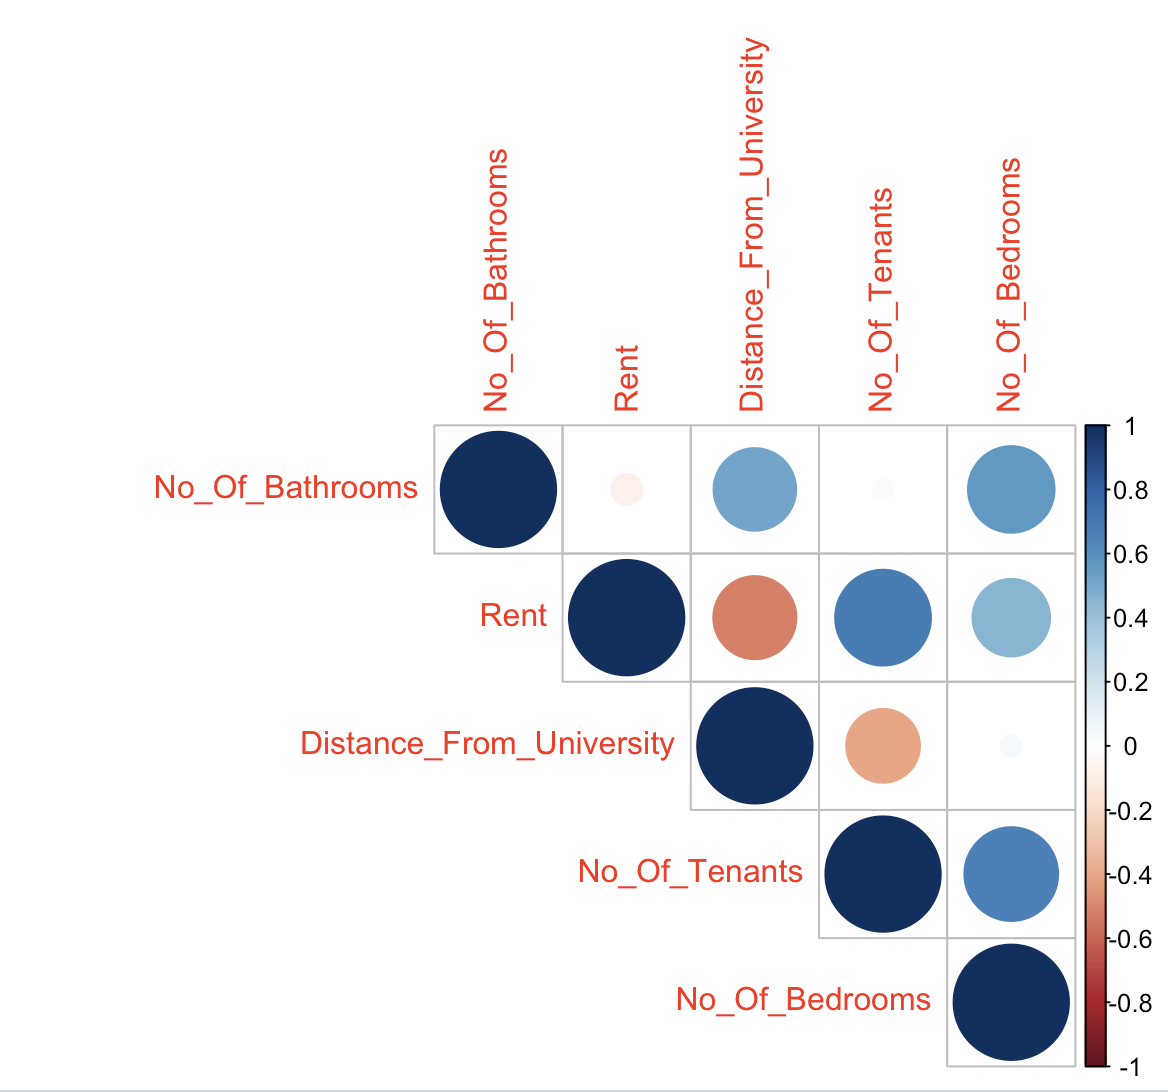 No_Of_Bathrooms
Rent
Distance_From_University
No_Of_Tenants
No_Of_Bedrooms
No_Of_Bathrooms
Rent
Distance_From_University
No_Of_Tenants
No_Of_Bedrooms
1
0.8
0.6
0.4
0.2
0
-0.2
-0.4
-0.6
-0.8
-1